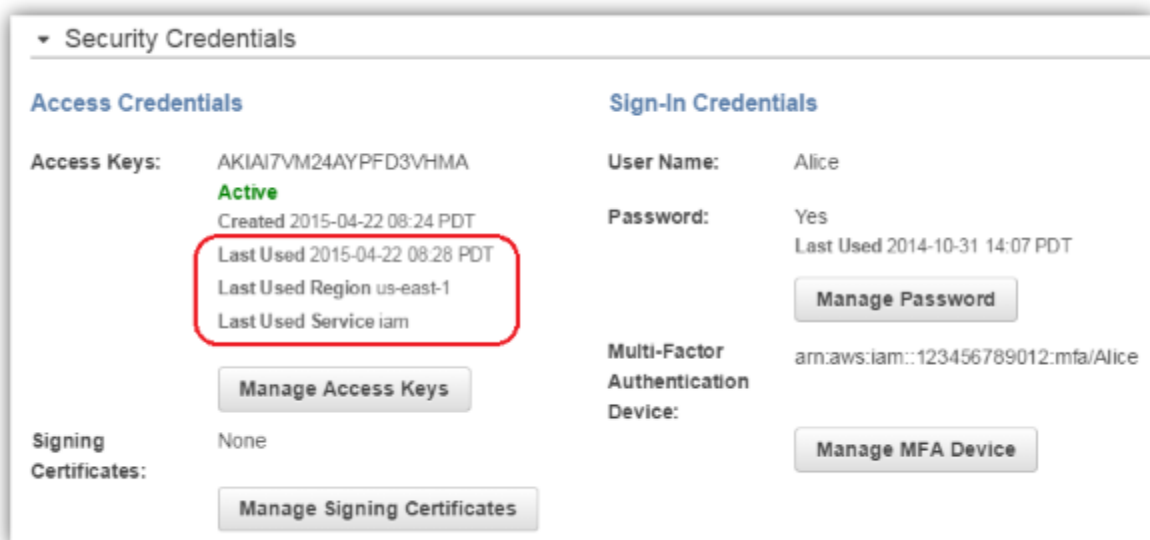 Security Credentials
Access Credentials
Access Keys: AKIAI7VM24AYPFD3VHMA
Active
Created 2015-04-22 08:24 PDT
Last Used 2015-04-22 08:28 PDT
Last Used Region us-east-1
Last Used Service iam
Manage Access Keys
Signing Certificates: None
Manage Signing Certificates
Sign-In Credentials
User Name: Alice
Password: Yes
Last Used 2014-10-31 14:07 PDT
Manage Password
Multi-Factor
Authentication
Device: arn:aws:iam::123456789012:mfa/Alice
Manage MFA Device